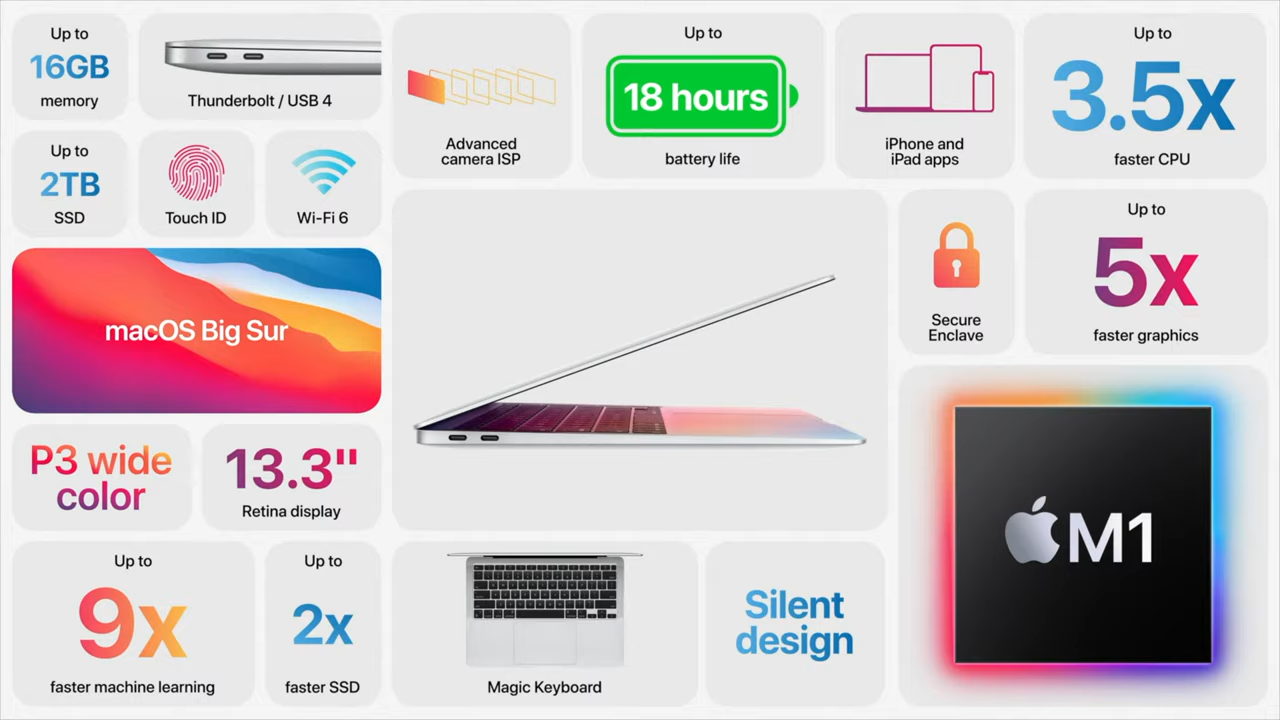 Up to
16GB
memory
Thunderbolt / USB 4
Advanced
camera ISP
Up to
18 hours
battery life
iPhone and
iPad apps
Up to
3.5x
faster CPU
Up to
2TB
SSD
Touch ID
Wi-Fi 6
Secure
Enclave
Up to
5x
faster graphics
macOS Big Sur
P3 wide
color
13.3"
Retina display
M1
Up to
9x
faster machine learning
Up to
2x
faster SSD
Magic Keyboard
Silent
design